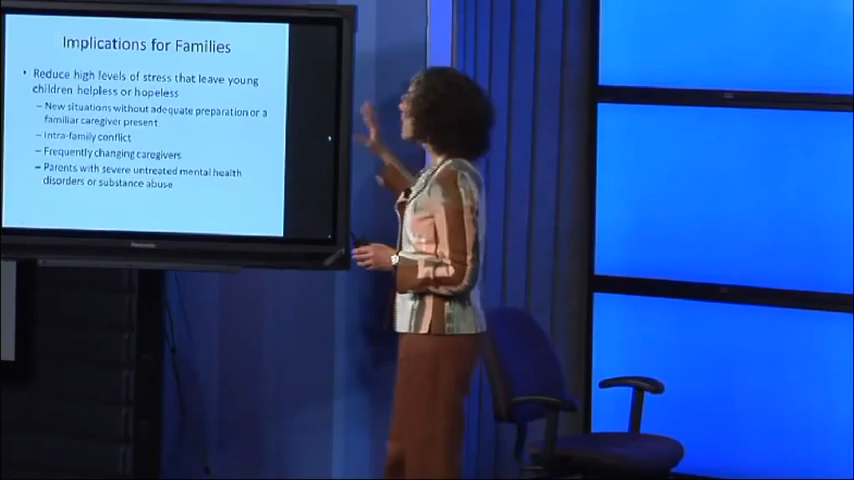 Implications for Families
• Reduce high levels of stress that leave young
children helpless or hopeless
– New situations without adequate preparation or a
familiar caregiver present
– Intra-family conflict
– Frequently changing caregivers
– Parents with severe untreated mental health
disorders or substance abuse
Panasonic